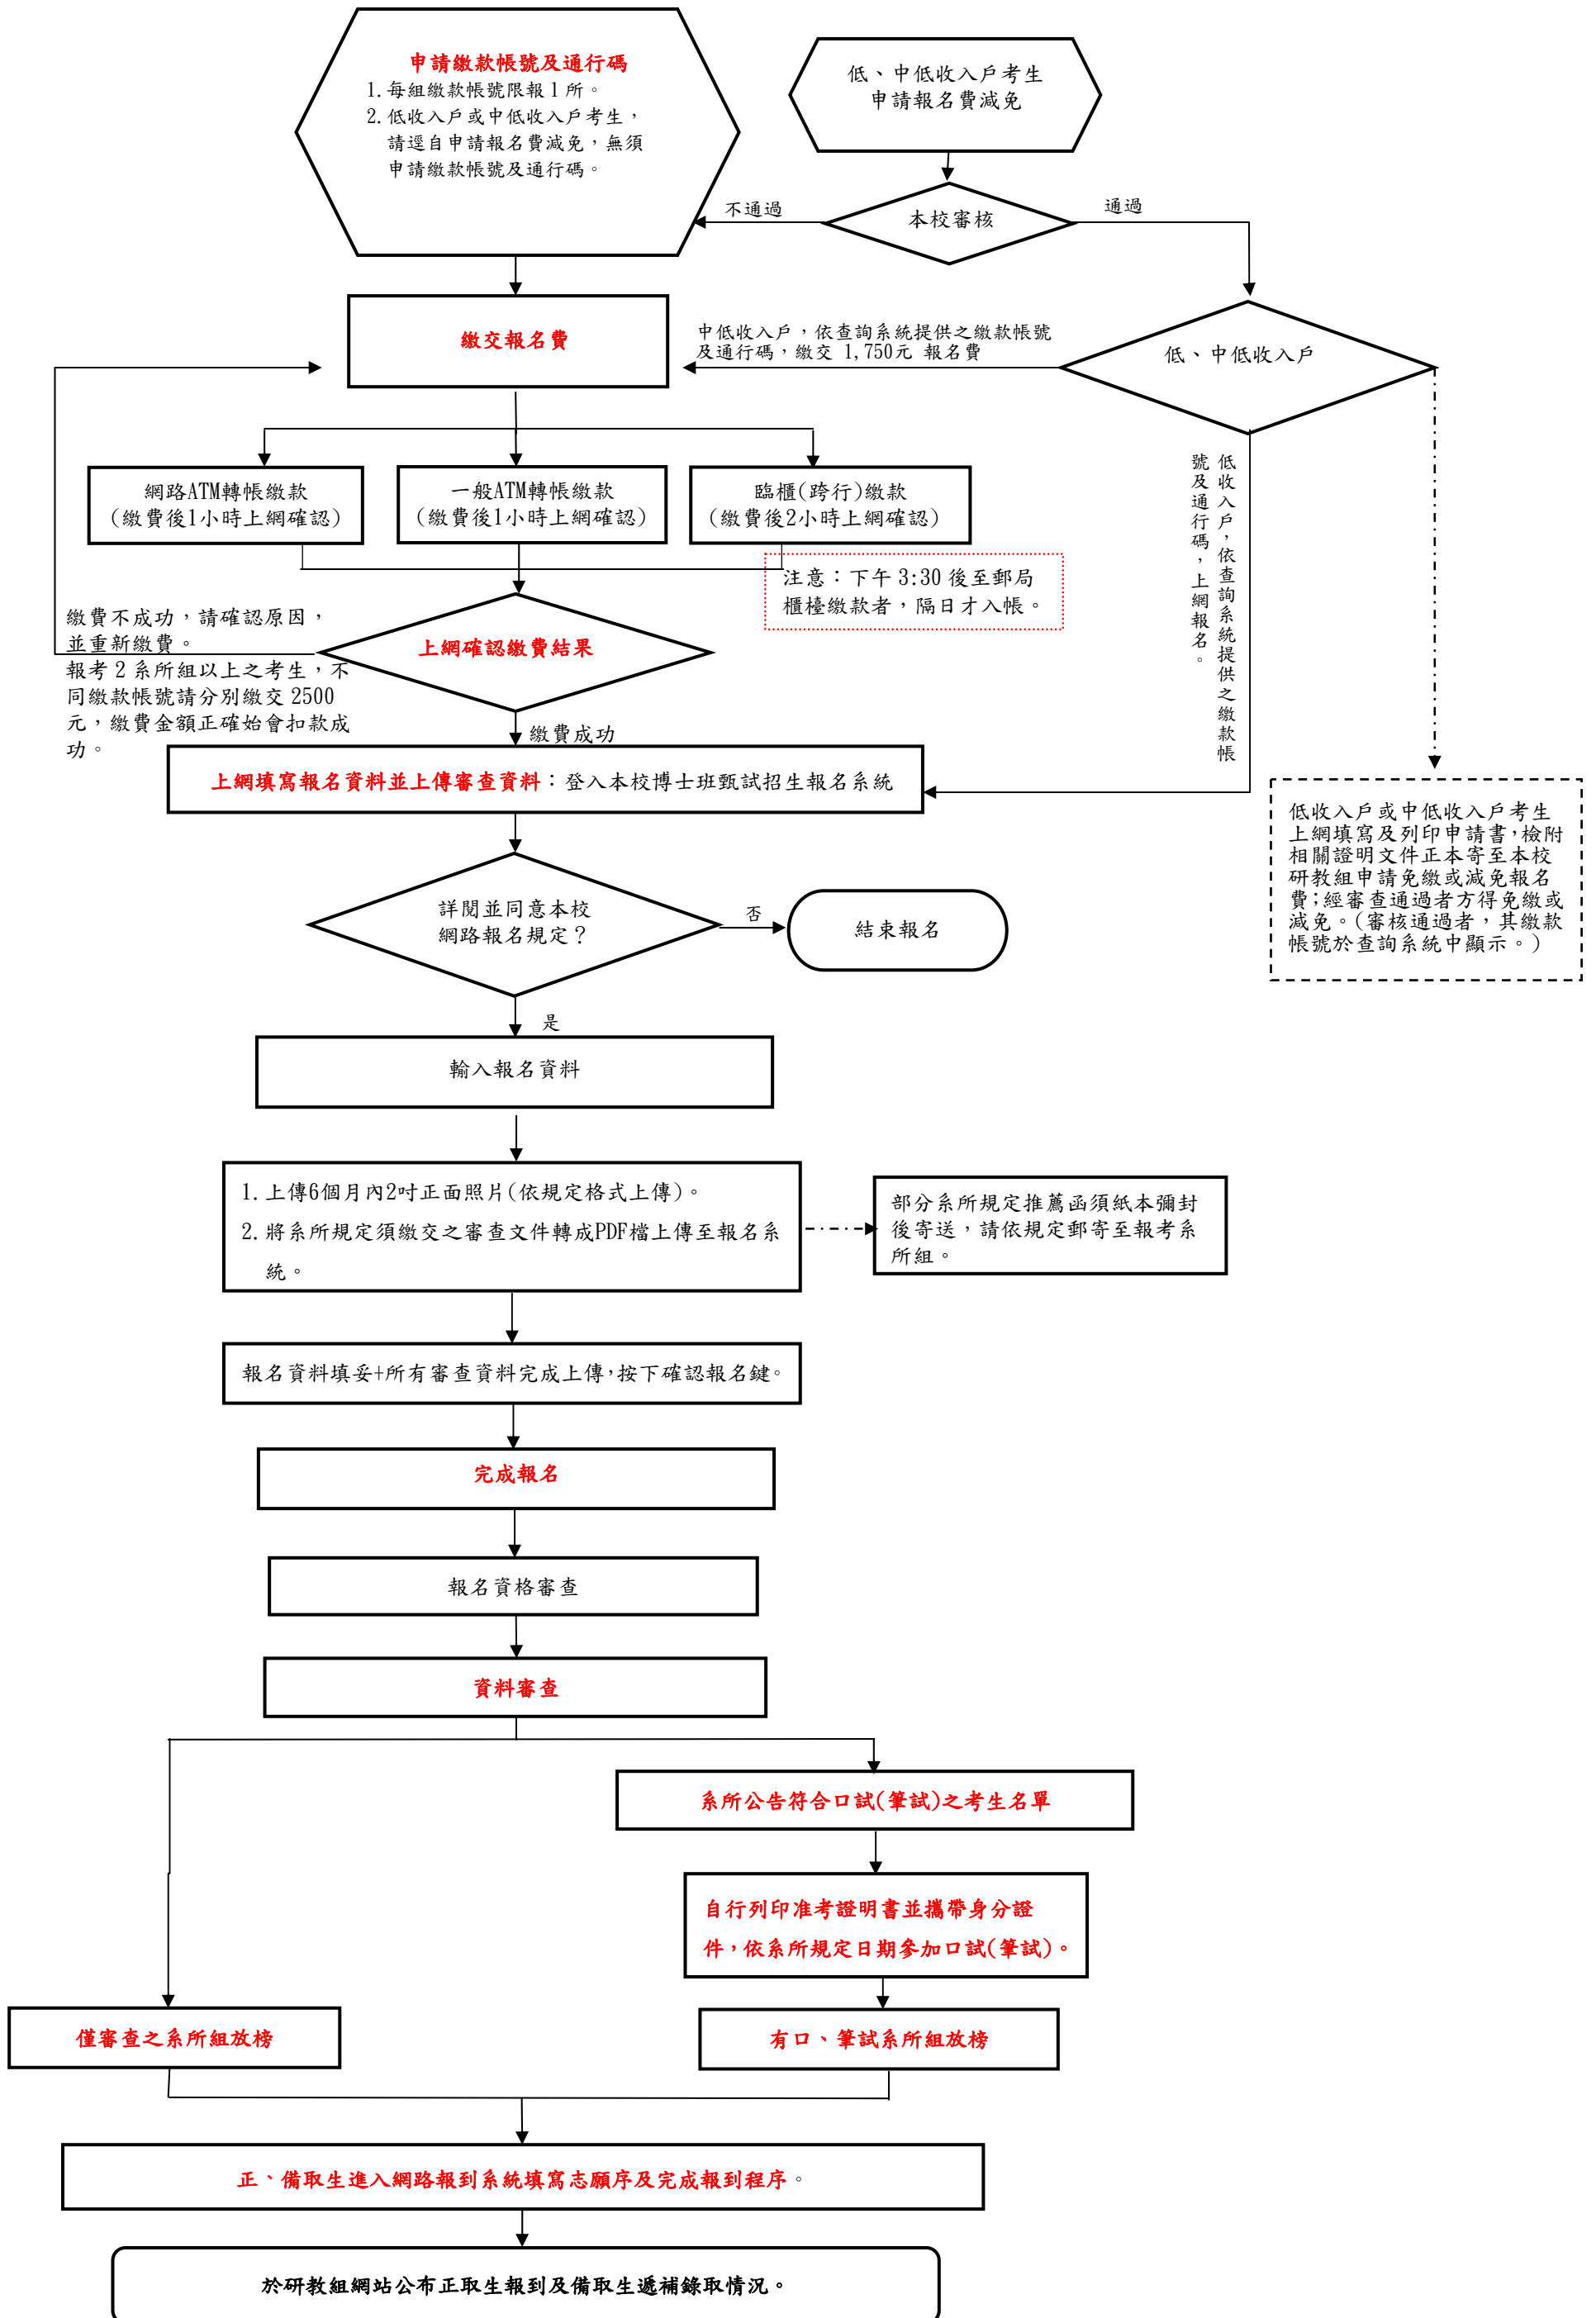 申請繳款帳號及通行碼
1. 每組繳款帳號限報 1 所。
2. 低收入戶或中低收入戶考生，
請逕自申請報名費減免，無須
申請繳款帳號及通行碼。
低、中低收入戶考生
申請報名費減免
不通過
本校審核
通過
繳交報名費
中低收入戶，依查詢系統提供之繳款帳號
及通行碼，繳交 1,750元 報名費
低、中低收入戶
網路ATM轉帳繳款
(繳費後1小時上網確認)
一般ATM轉帳繳款
(繳費後1小時上網確認)
臨櫃(跨行)繳款
(繳費後2小時上網確認)
低收入戶，依查詢系統提供之繳款帳
號及通行碼，上網報名。
注意：下午 3:30 後至郵局
櫃檯繳款者，隔日才入帳。
繳費不成功，請確認原因，
並重新繳費。
報考 2 系所組以上之考生，不
同繳款帳號請分別繳交 2500
元，繳費金額正確始會扣款成
功。
上網確認繳費結果
繳費成功
上網填寫報名資料並上傳審查資料：登入本校博士班甄試招生報名系統
低收入戶或中低收入戶考生
上網填寫及列印申請書，檢附
相關證明文件正本寄至本校
研教組申請免繳或減免報名
費；經審查通過者方得免繳或
減免。(審核通過者，其繳款
帳號於查詢系統中顯示。)
詳閱並同意本校
網路報名規定？
否
結束報名
是
輸入報名資料
1. 上傳6個月內2吋正面照片(依規定格式上傳)。
2. 將系所規定須繳交之審查文件轉成PDF檔上傳至報名系
統。
部分系所規定推薦函須紙本彌封
後寄送，請依規定郵寄至報考系
所組。
報名資料填妥+所有審查資料完成上傳，按下確認報名鍵。
完成報名
報名資格審查
資料審查
系所公告符合口試(筆試)之考生名單
自行列印准考證明書並攜帶身分證
件，依系所規定日期參加口試(筆試)。
僅審查之系所組放榜
有口、筆試系所組放榜
正、備取生進入網路報到系統填寫志願序及完成報到程序。
於研教組網站公布正取生報到及備取生遞補錄取情況。